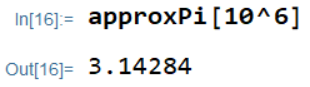 In[16]:= approxPi[10^6]
Out[16]= 3.14284